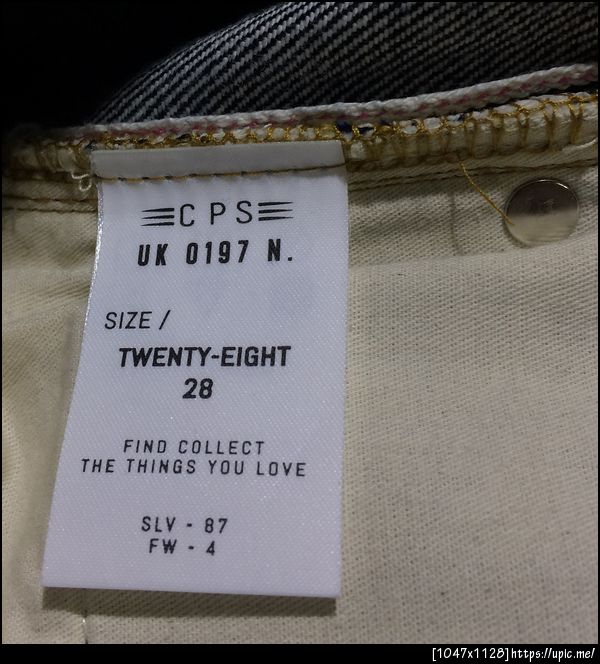 CPS
UK 0197 N.
SIZE /
TWENTY-EIGHT
28
FIND COLLECT
THE THINGS YOU LOVE
SLV - 87
FW - 4
[1047x1128]https://upic.me/